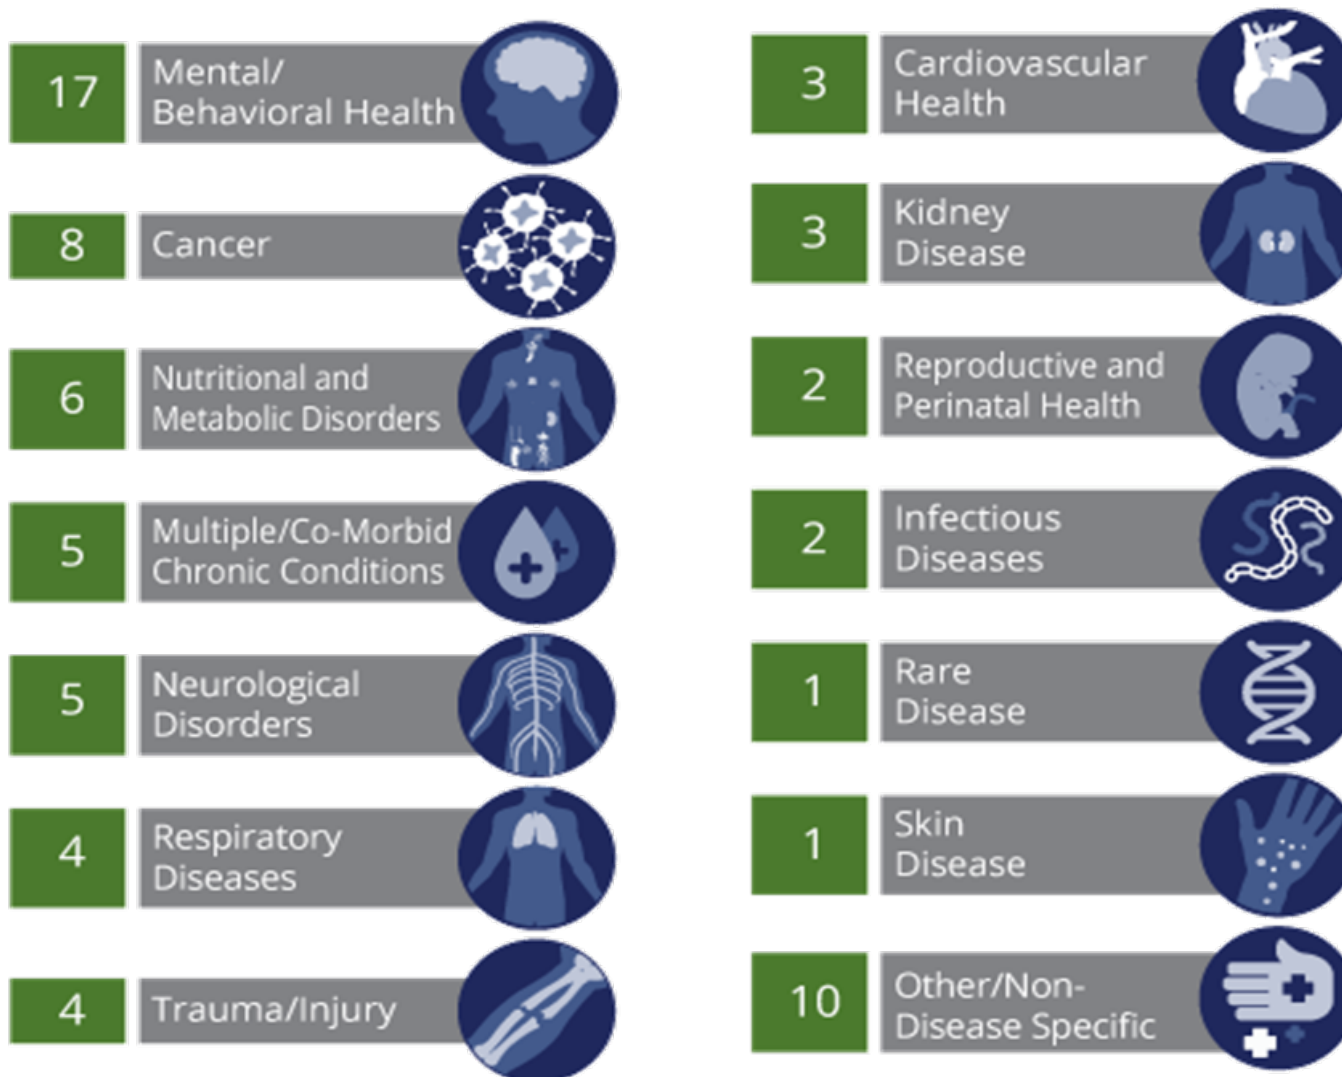 17
Mental/
Behavioral Health
8
Cancer
6
Nutritional and
Metabolic Disorders
5
Multiple/Co-Morbid
Chronic Conditions
5
Neurological
Disorders
4
Respiratory
Diseases
4
Trauma/Injury
3
Cardiovascular
Health
3
Kidney
Disease
2
Reproductive and
Perinatal Health
2
Infectious
Diseases
1
Rare
Disease
1
Skin
Disease
10
Other/Non-
Disease Specific